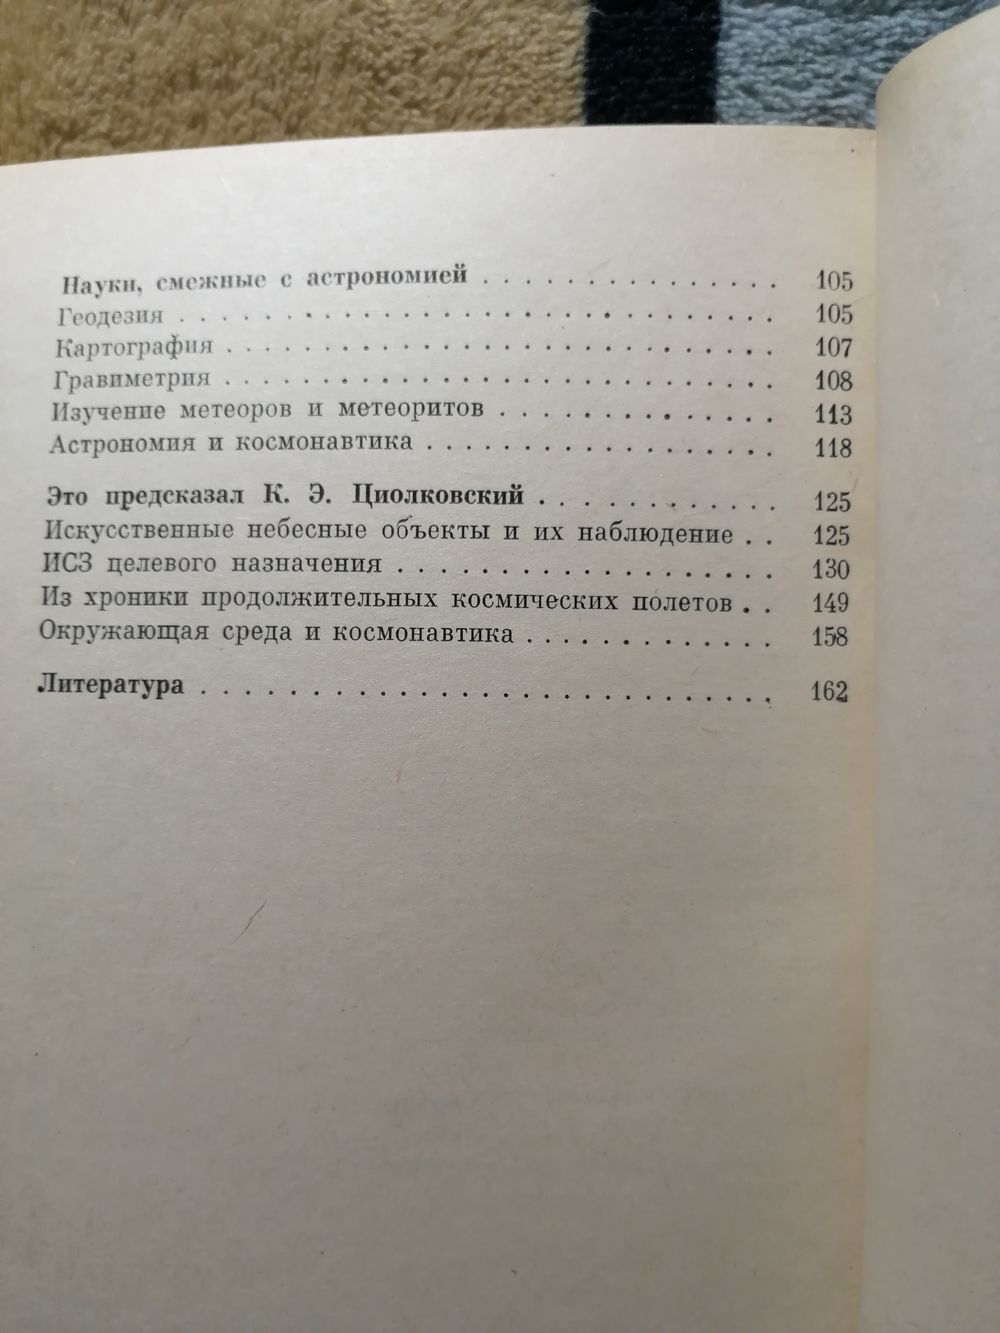 Науки, смежные с астрономией . . . . . . . . . . . . . . . 105
Геодезия . . . . . . . . . . . . . . . . . . . . . . . . . . . . 105
Картография . . . . . . . . . . . . . . . . . . . . . . . . . . 107
Гравиметрия . . . . . . . . . . . . . . . . . . . . . . . . . . 108
Изучение метеоров и метеоритов . . . . . . . . . . . . . . 113
Астрономия и космонавтика . . . . . . . . . . . . . . . . . 118
Это предсказал К. Э. Циолковский . . . . . . . . . . . . 125
Искусственные небесные объекты и их наблюдение . . 125
ИСЗ целевого назначения . . . . . . . . . . . . . . . . . . 130
Из хроники продолжительных космических полетов . . 149
Окружающая среда и космонавтика . . . . . . . . . . . . . 158
Литература . . . . . . . . . . . . . . . . . . . . . . . . . . 162